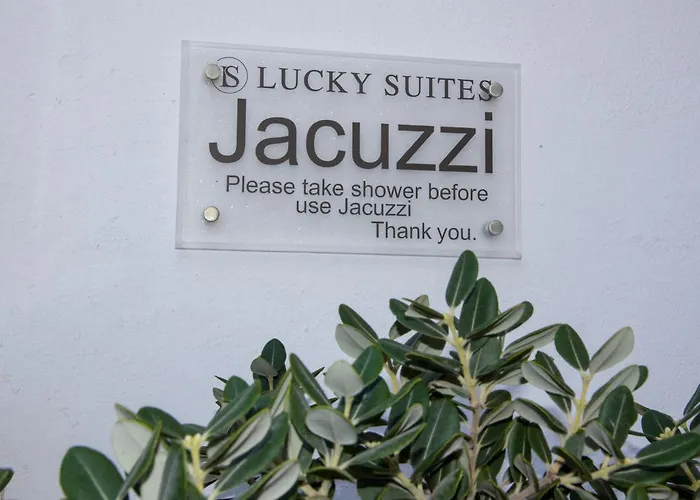 LS LUCKY SUITES
Jacuzzi
Please take shower before
use Jacuzzi
Thank you.